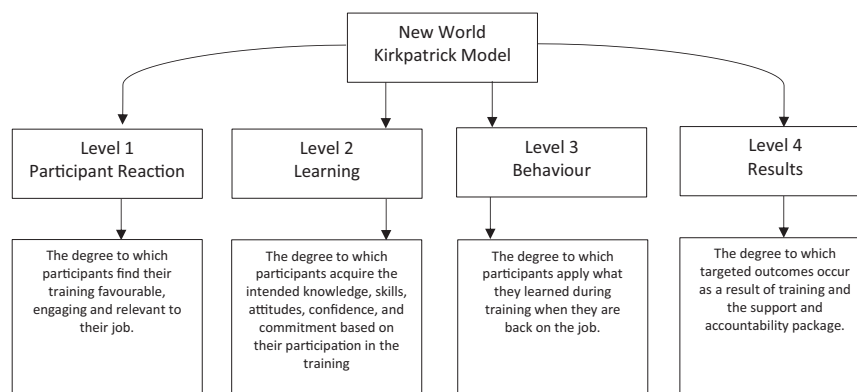 New World
Kirkpatrick Model
Level 1
Participant Reaction
Level 2
Learning
Level 3
Behaviour
Level 4
Results
The degree to which
participants find their
training favourable,
engaging and relevant to
their job.
The degree to which
participants acquire the
intended knowledge, skills,
attitudes, confidence, and
commitment based on
their participation in the
training
The degree to which
participants apply what
they learned during
training when they are
back on the job.
The degree to which
targeted outcomes occur
as a result of training and
the support and
accountability package.